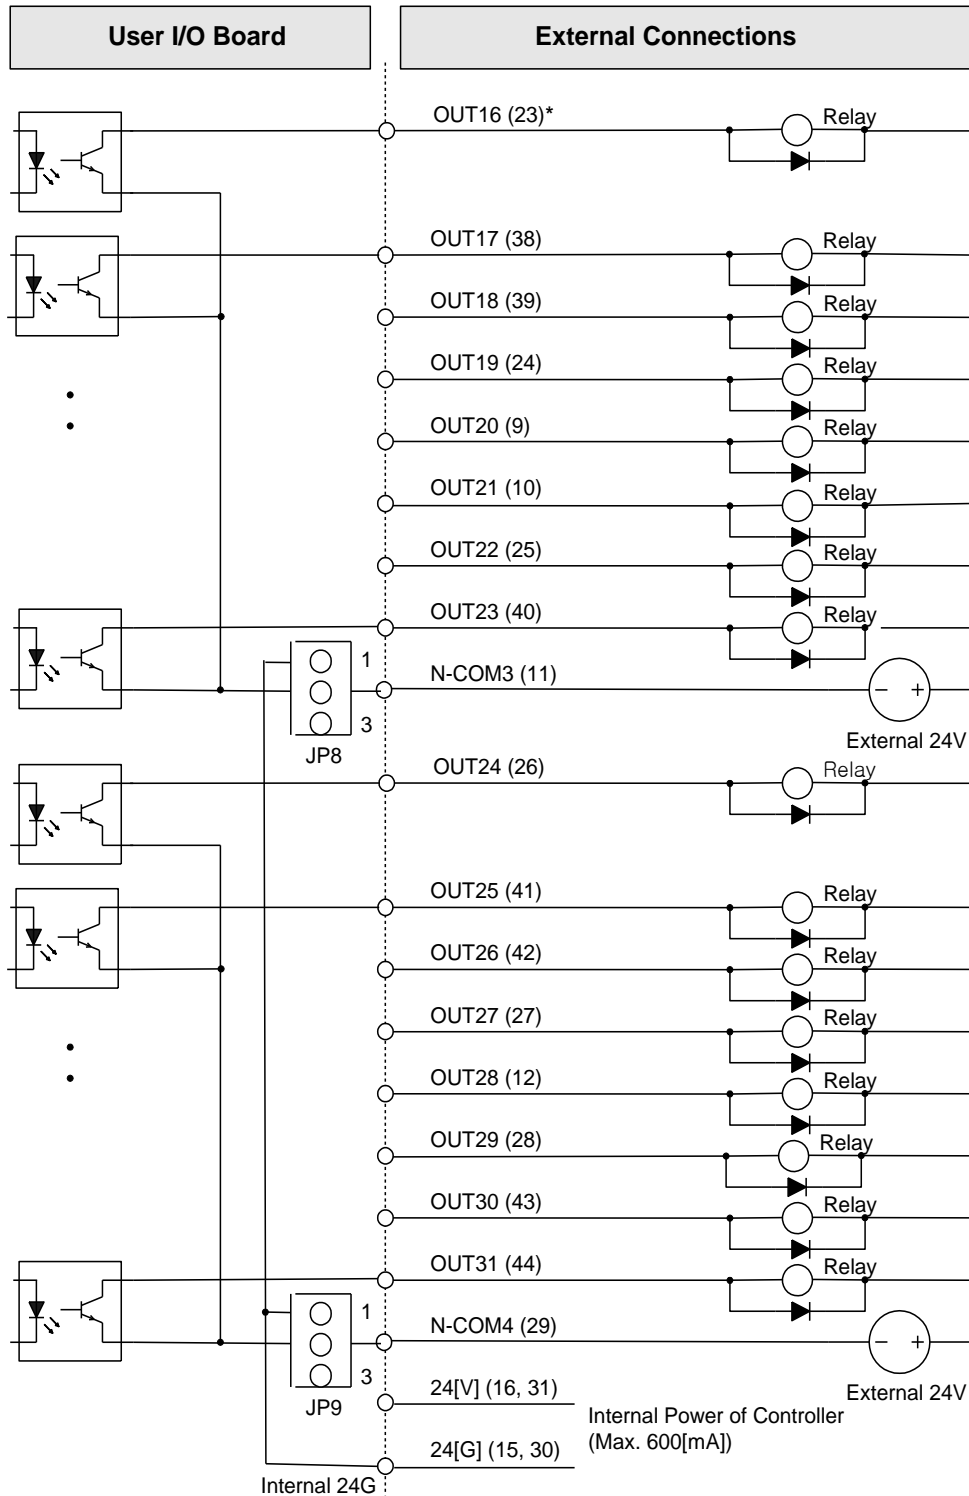 User I/O Board
External Connections
OUT16 (23)*
Relay
OUT17 (38)
Relay
OUT18 (39)
Relay
OUT19 (24)
Relay
OUT20 (9)
Relay
OUT21 (10)
Relay
OUT22 (25)
Relay
OUT23 (40)
Relay
1
N-COM3 (11)
− +
3
JP8
External 24V
OUT24 (26)
Relay
OUT25 (41)
Relay
OUT26 (42)
Relay
OUT27 (27)
Relay
OUT28 (12)
Relay
OUT29 (28)
Relay
OUT30 (43)
Relay
OUT31 (44)
Relay
1
N-COM4 (29)
− +
3
JP9
External 24V
24[V] (16, 31)
Internal Power of Controller
(Max. 600[mA])
24[G] (15, 30)
Internal 24G